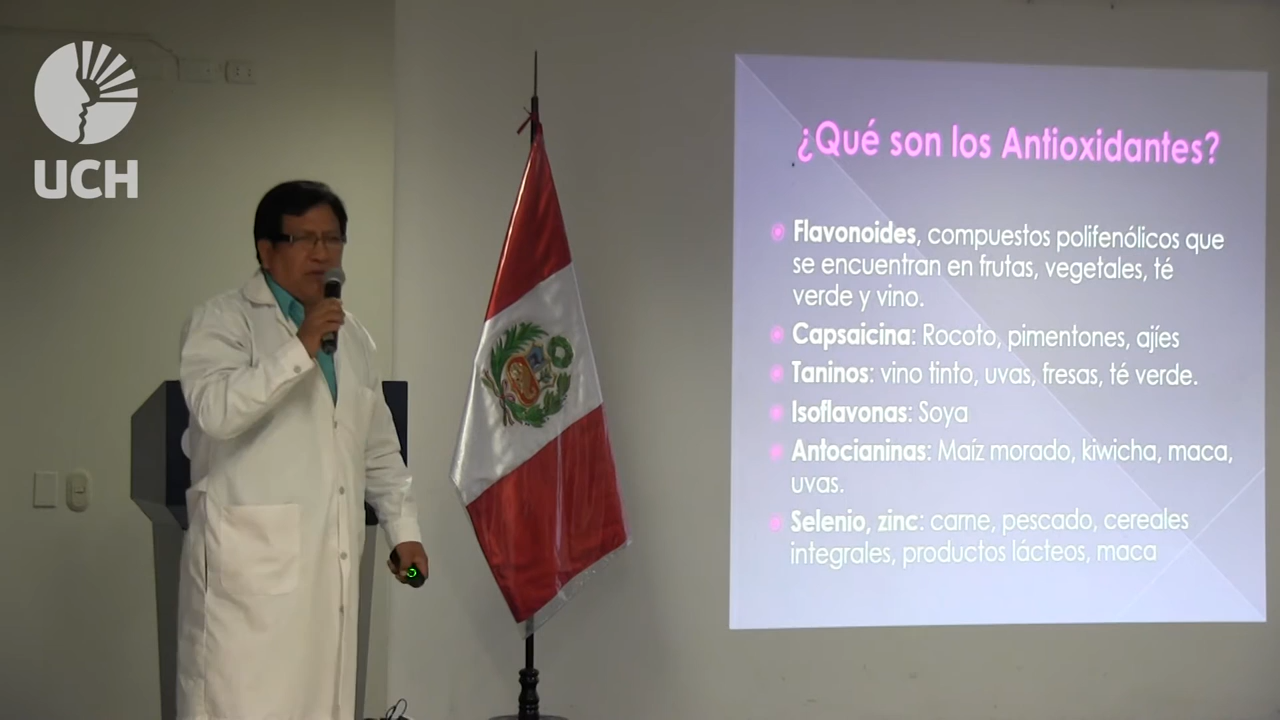 UCH
¿Qué son los Antioxidantes?
Flavonoides, compuestos polifenólicos que
se encuentran en frutas, vegetales, té
verde y vino.
Capsaicina: Rocoto, pimentones, ajíes
Taninos: vino tinto, uvas, fresas, té verde.
Isoflavonas: Soya
Antocianinas: Maíz morado, kiwicha, maca,
uvas.
Selenio, zinc: carne, pescado, cereales
integrales, productos lácteos, maca